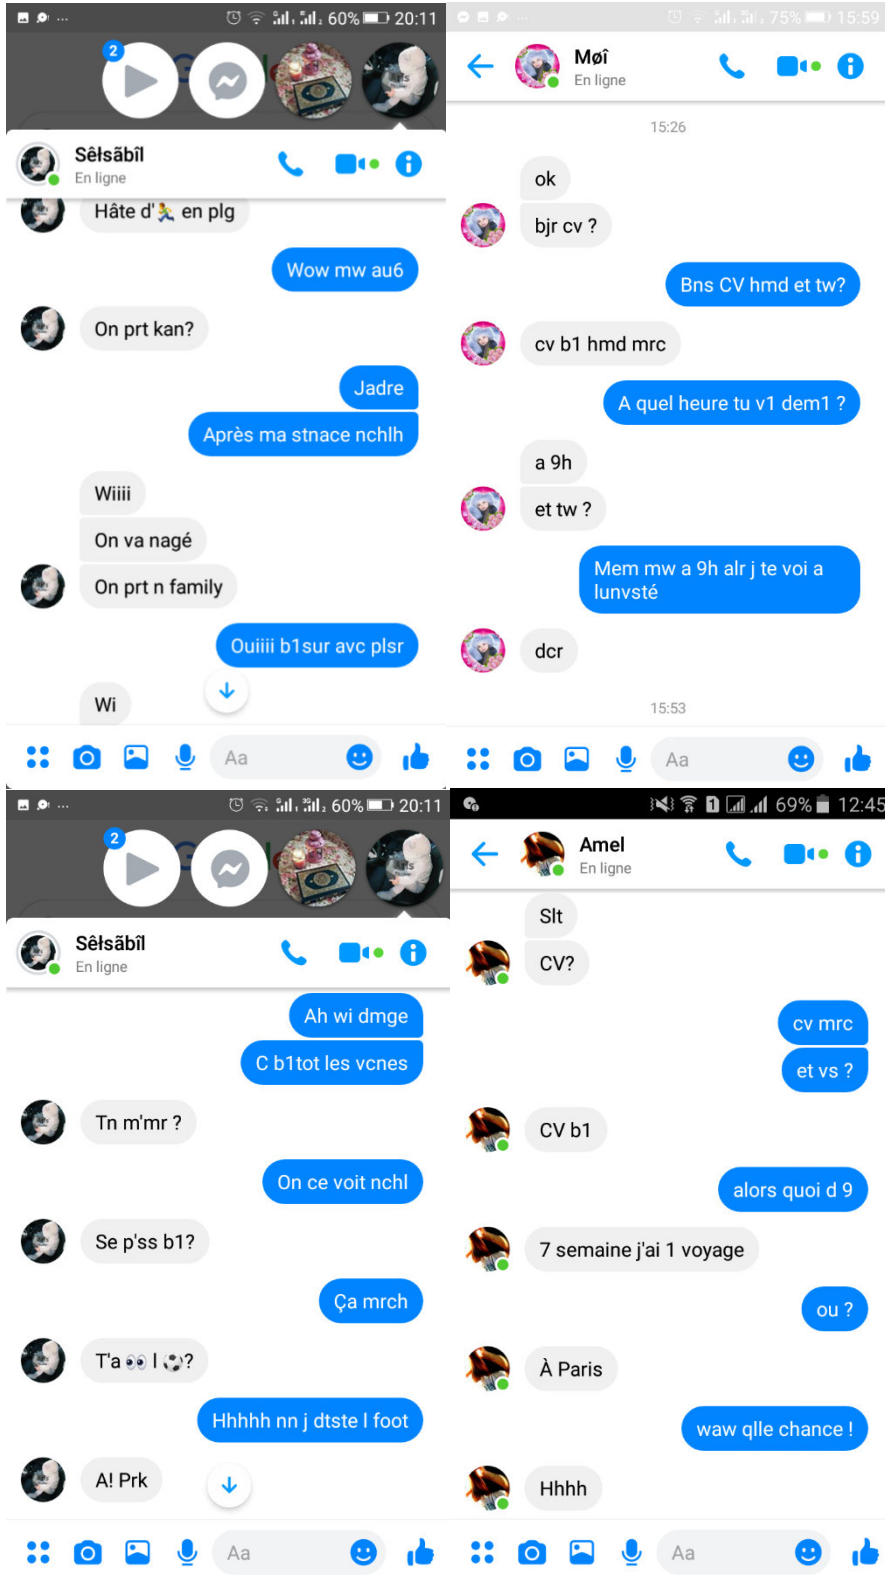 60% 20:11
2
Sêłsãbîl
En ligne
Hâte d'🏃 en plg
Wow mw au6
On prt kan?
Jadre
Après ma stnace nchlh
Wiiii
On va nagé
On prt n family
Ouiiii b1sur avc plsr
Wi
Aa
75% 15:59
Møî
En ligne
15:26
ok
bjr cv ?
Bns CV hmd et tw?
cv b1 hmd mrc
A quel heure tu v1 dem1 ?
a 9h
et tw ?
Mem mw a 9h alr j te voi a
lunvsté
dcr
15:53
Aa
60% 20:11
2
Sêłsãbîl
En ligne
Ah wi dmge
C b1tot les vcnes
Tn m'mr ?
On ce voit nchl
Se p'ss b1?
Ça mrch
T'a 👀 l ⚽?
Hhhhh nn j dtste l foot
A! Prk
Aa
1 69% 12:45
Amel
En ligne
Slt
CV?
cv mrc
et vs ?
CV b1
alors quoi d 9
7 semaine j'ai 1 voyage
ou ?
À Paris
waw qlle chance !
Hhhh
Aa